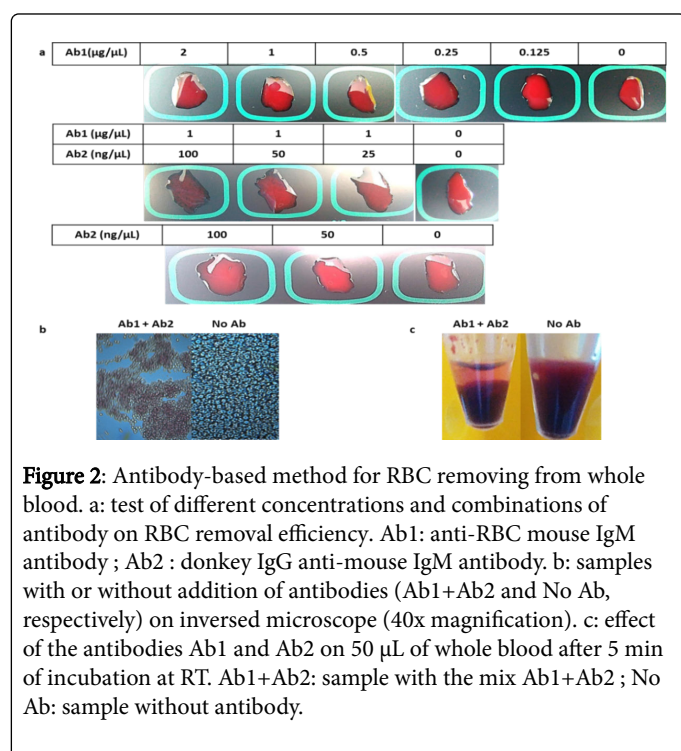 a
Ab1(µg/µL) 2 1 0.5 0.25 0.125 0
Ab1 (µg/µL) 1 1 1 0
Ab2 (ng/µL) 100 50 25 0
Ab2 (ng/µL) 100 50 0
b Ab1 + Ab2 No Ab
c Ab1 + Ab2 No Ab
Figure 2: Antibody-based method for RBC removing from whole
blood. a: test of different concentrations and combinations of
antibody on RBC removal efficiency. Ab1: anti-RBC mouse IgM
antibody ; Ab2 : donkey IgG anti-mouse IgM antibody. b: samples
with or without addition of antibodies (Ab1+Ab2 and No Ab,
respectively) on inversed microscope (40x magnification). c: effect
of the antibodies Ab1 and Ab2 on 50 µL of whole blood after 5 min
of incubation at RT. Ab1+Ab2: sample with the mix Ab1+Ab2 ; No
Ab: sample without antibody.